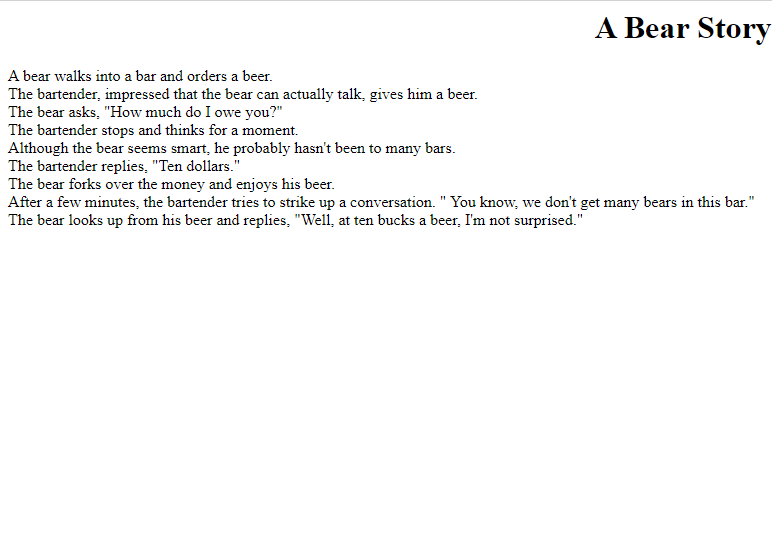 A Bear Story
A bear walks into a bar and orders a beer.
The bartender, impressed that the bear can actually talk, gives him a beer.
The bear asks, "How much do I owe you?"
The bartender stops and thinks for a moment.
Although the bear seems smart, he probably hasn't been to many bars.
The bartender replies, "Ten dollars."
The bear forks over the money and enjoys his beer.
After a few minutes, the bartender tries to strike up a conversation. " You know, we don't get many bears in this bar."
The bear looks up from his beer and replies, "Well, at ten bucks a beer, I'm not surprised."